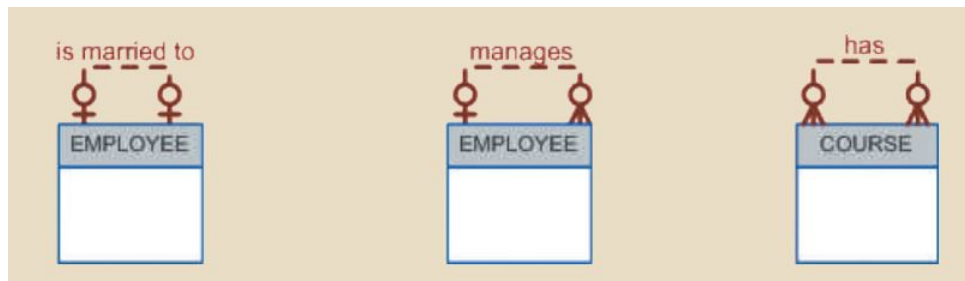 is married to
manages
has
EMPLOYEE
EMPLOYEE
COURSE